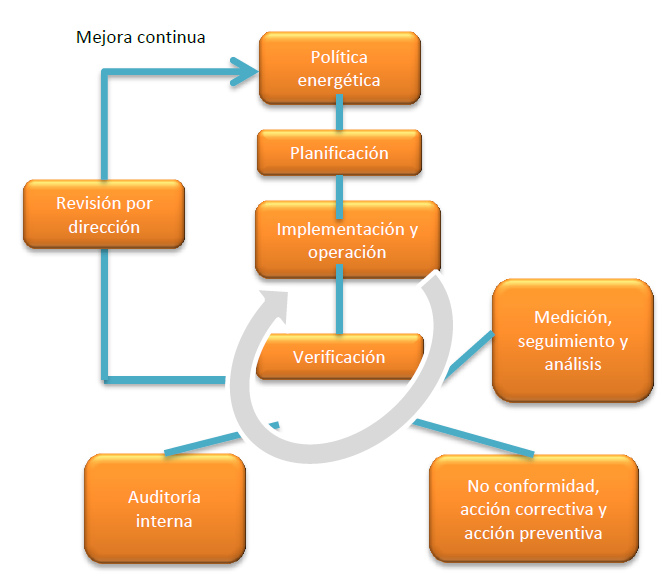 Mejora continua
Política
energética
Planificación
Revisión por
dirección
Implementación y
operación
Medición,
seguimiento y
análisis
Verificación
Auditoría
interna
No conformidad,
acción correctiva y
acción preventiva